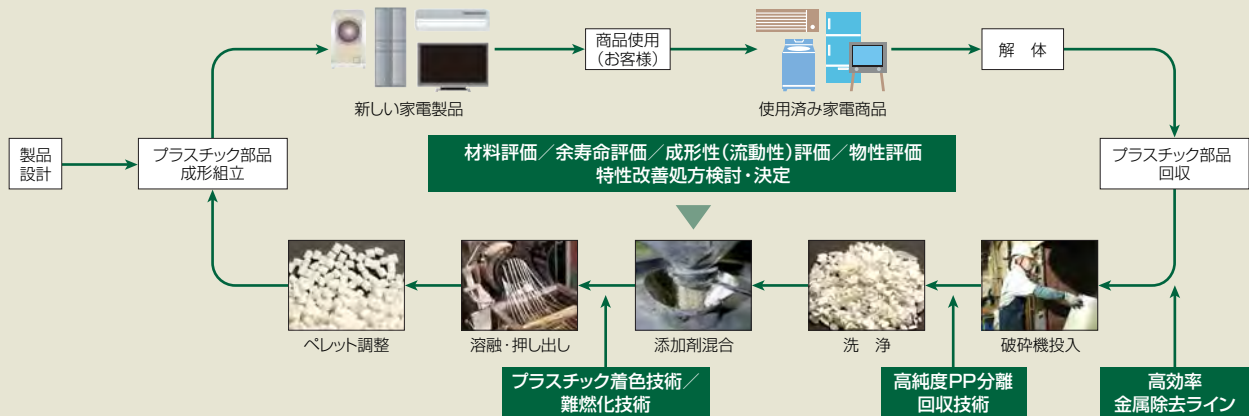 新しい家電製品
商品使用
（お客様）
使用済み家電商品
解　体
製品
設計
プラスチック部品
成形組立
材料評価／余寿命評価／成形性（流動性）評価／物性評価
特性改善処方検討・決定
プラスチック部品
回収
ペレット調整
溶融・押し出し
添加剤混合
洗　浄
破砕機投入
プラスチック着色技術／
難燃化技術
高純度PP分離
回収技術
高効率
金属除去ライン